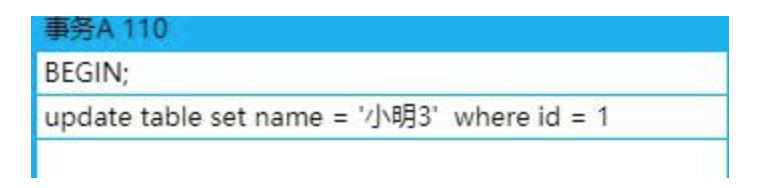 事务A 110
BEGIN;
update table set name = '小明3'  where id = 1